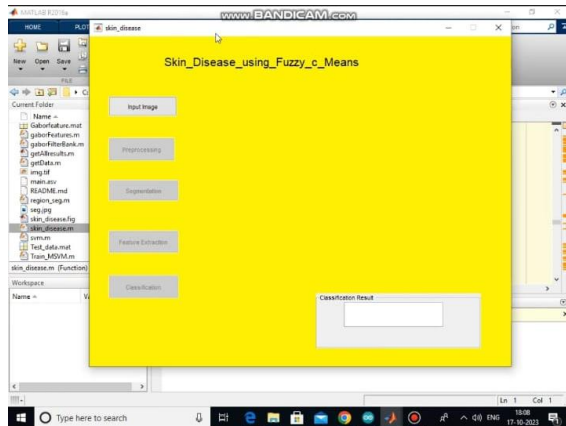 MATLAB R2016a
www.BANDICAM.com
HOME
PLOT
skin_disease
New
Open
Save
FILE
Skin_Disease_using_Fuzzy_c_Means
Current Folder
Name
Gaborfeature.mat
gaborFeatures.m
gaborFilterBank.m
getAllresults.m
getData.m
img.tif
main.asv
README.md
region_seg.m
seg.jpg
skin_disease.fig
skin_disease.m
svm.m
Test_data.mat
Train_MSVM.m
skin_disease.m (Function)
Workspace
Name
Input Image
Preprocessing
Segmentation
Feature Extraction
Classification
Classification Result
Ln 1 Col 1
Type here to search
ENG
18:08
17-10-2023